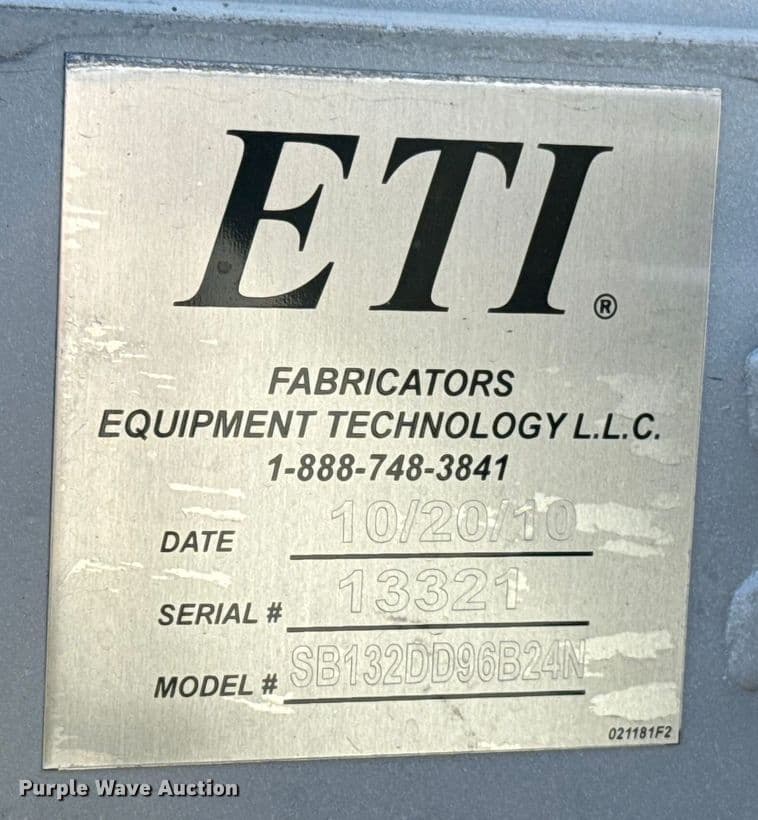 ETI®
FABRICATORS
EQUIPMENT TECHNOLOGY L.L.C.
1-888-748-3841
DATE 10/20/10
SERIAL # 13321
MODEL # SB132DD96B24N
021181F2
Purple Wave Auction